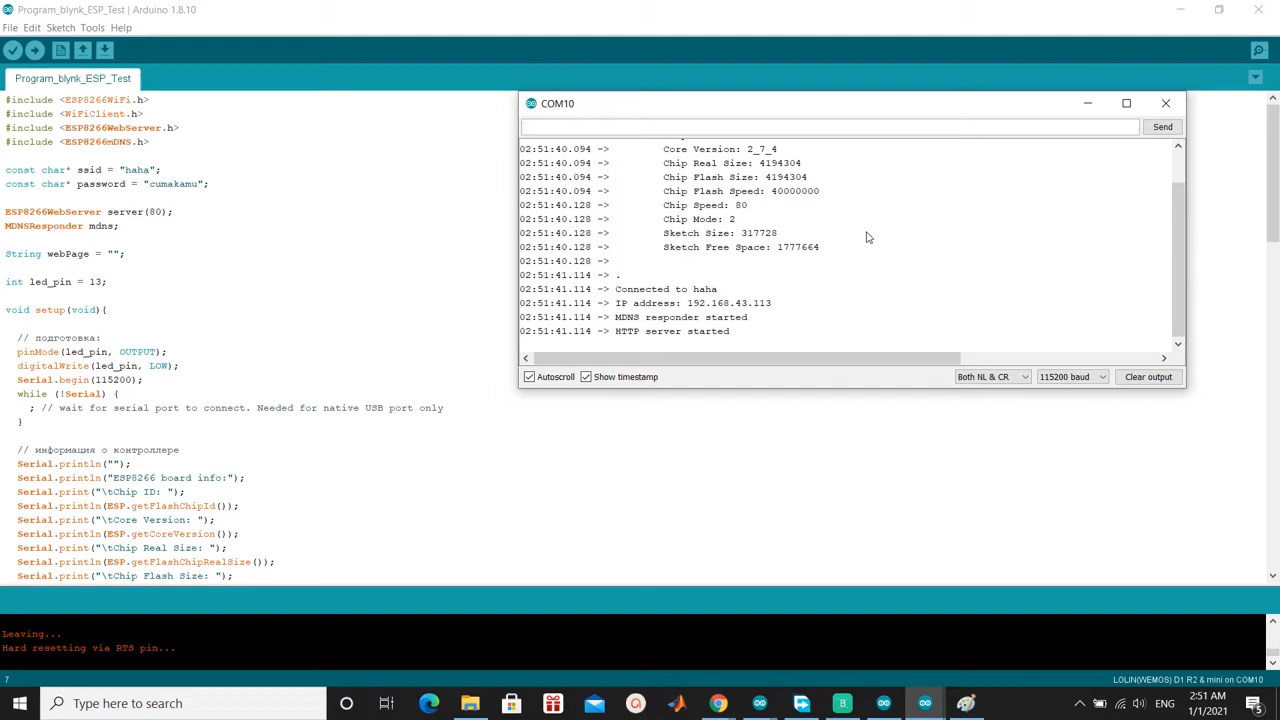 Program_blynk_ESP_Test | Arduino 1.8.10
File Edit Sketch Tools Help
Program_blynk_ESP_Test
#include <ESP8266WiFi.h>
#include <WiFiClient.h>
#include <ESP8266WebServer.h>
#include <ESP8266mDNS.h>
const char* ssid = "haha";
const char* password = "cumakamu";
ESP8266WebServer server(80);
MDNSResponder mdns;
String webPage = "";
int led_pin = 13;
void setup(void){
// подготовка:
pinMode(led_pin, OUTPUT);
digitalWrite(led_pin, LOW);
Serial.begin(115200);
while (!Serial) {
; // wait for serial port to connect. Needed for native USB port only
}
// информация о контроллере
Serial.println("");
Serial.println("ESP8266 board info:");
Serial.print("\tChip ID: ");
Serial.println(ESP.getFlashChipId());
Serial.print("\tCore Version: ");
Serial.println(ESP.getCoreVersion());
Serial.print("\tChip Real Size: ");
Serial.println(ESP.getFlashChipRealSize());
Serial.print("\tChip Flash Size: ");
COM10
Send
02:51:40.094 -> Core Version: 2_7_4
02:51:40.094 -> Chip Real Size: 4194304
02:51:40.094 -> Chip Flash Size: 4194304
02:51:40.094 -> Chip Flash Speed: 40000000
02:51:40.128 -> Chip Speed: 80
02:51:40.128 -> Chip Mode: 2
02:51:40.128 -> Sketch Size: 317728
02:51:40.128 -> Sketch Free Space: 1777664
02:51:40.128 ->
02:51:41.114 -> .
02:51:41.114 -> Connected to haha
02:51:41.114 -> IP address: 192.168.43.113
02:51:41.114 -> MDNS responder started
02:51:41.114 -> HTTP server started
Autoscroll Show timestamp Both NL & CR 115200 baud Clear output
Leaving...
Hard resetting via RTS pin...
7 LOLIN(WEMOS) D1 R2 & mini on COM10
Type here to search
ENG
2:51 AM
1/1/2021
5